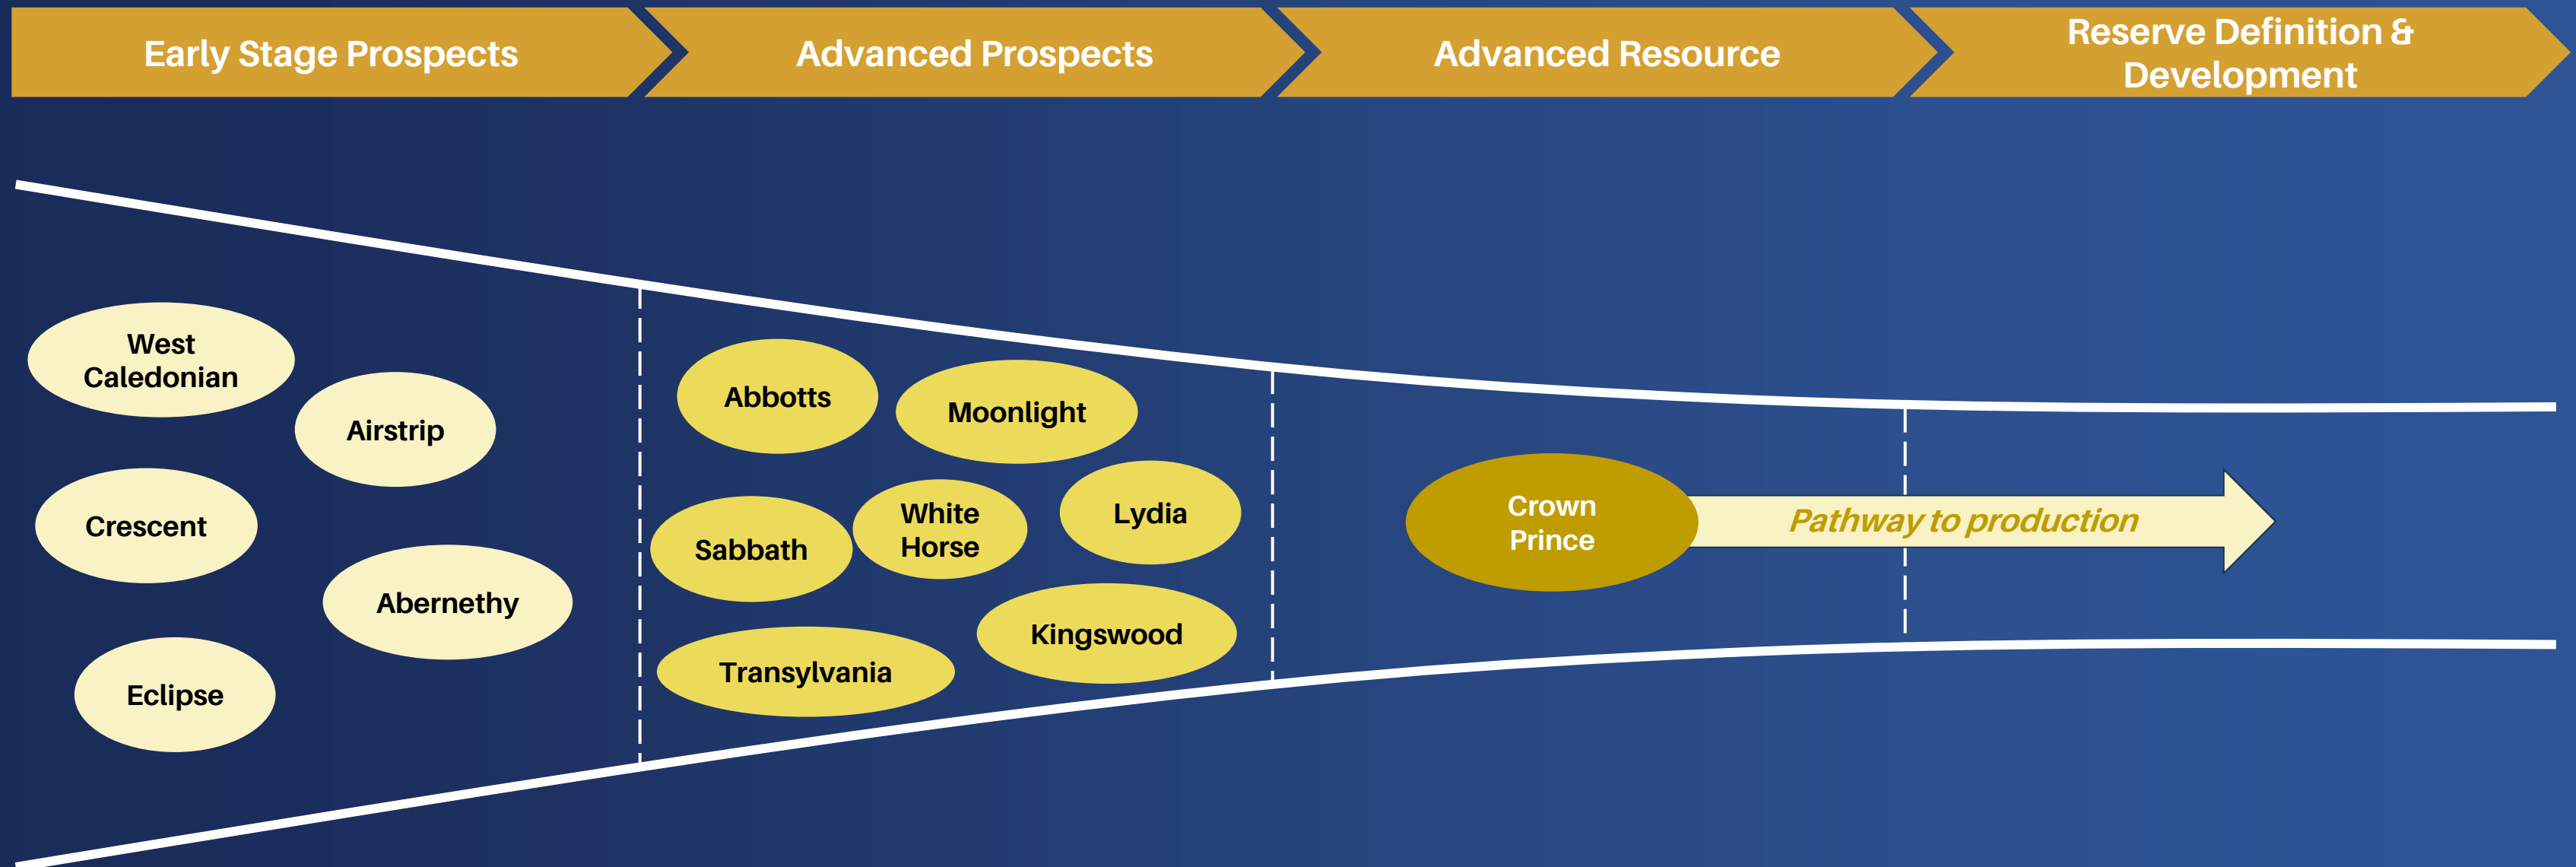 Early Stage Prospects
Advanced Prospects
Advanced Resource
Reserve Definition &
Development
West
Caledonian
Airstrip
Crescent
Abernethy
Eclipse
Abbotts
Moonlight
Sabbath
White
Horse
Lydia
Kingswood
Transylvania
Crown
Prince
Pathway to production